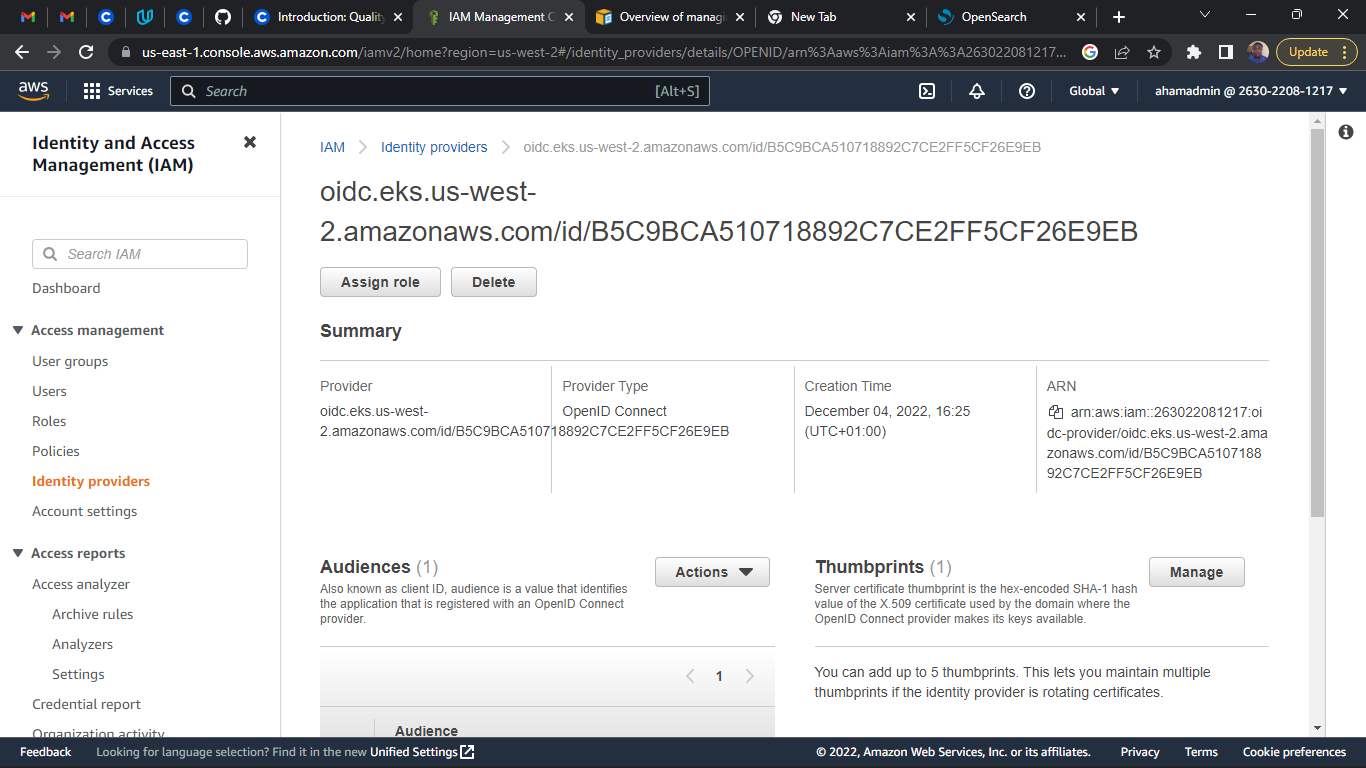 Introduction: Quality
IAM Management C
Overview of managi
New Tab
OpenSearch
us-east-1.console.aws.amazon.com/iamv2/home?region=us-west-2#/identity_providers/details/OPENID/arn%3Aaws%3Aiam%3A%3A263022081217...
Update
aws
Services
Search
[Alt+S]
Global
ahamadmin @ 2630-2208-1217
Identity and Access
Management (IAM)
Search IAM
Dashboard
Access management
User groups
Users
Roles
Policies
Identity providers
Account settings
Access reports
Access analyzer
Archive rules
Analyzers
Settings
Credential report
Organization activity
IAM
Identity providers
oidc.eks.us-west-2.amazonaws.com/id/B5C9BCA510718892C7CE2FF5CF26E9EB
oidc.eks.us-west-
2.amazonaws.com/id/B5C9BCA510718892C7CE2FF5CF26E9EB
Assign role
Delete
Summary
Provider
oidc.eks.us-west-
2.amazonaws.com/id/B5C9BCA510718892C7CE2FF5CF26E9EB
Provider Type
OpenID Connect
Creation Time
December 04, 2022, 16:25
(UTC+01:00)
ARN
arn:aws:iam::263022081217:oi
dc-provider/oidc.eks.us-west-2.ama
zonaws.com/id/B5C9BCA5107188
92C7CE2FF5CF26E9EB
Audiences (1)
Also known as client ID, audience is a value that identifies
the application that is registered with an OpenID Connect
provider.
Actions
1
Audience
Thumbprints (1)
Server certificate thumbprint is the hex-encoded SHA-1 hash
value of the X.509 certificate used by the domain where the
OpenID Connect provider makes its keys available.
Manage
You can add up to 5 thumbprints. This lets you maintain multiple
thumbprints if the identity provider is rotating certificates.
Feedback
Looking for language selection? Find it in the new Unified Settings
© 2022, Amazon Web Services, Inc. or its affiliates.
Privacy
Terms
Cookie preferences